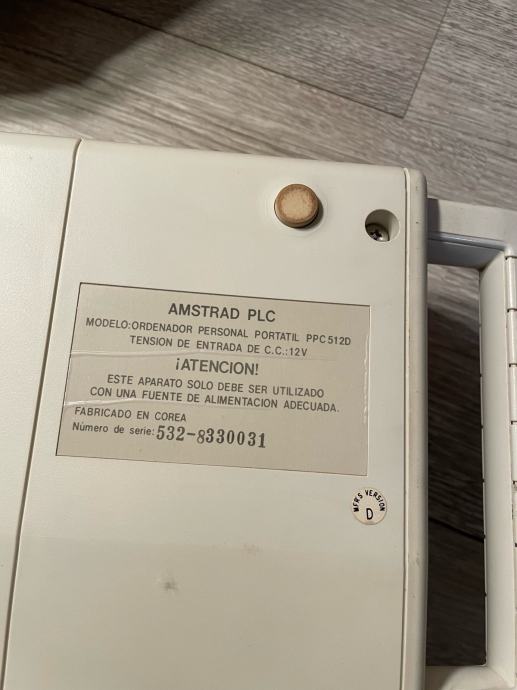 AMSTRAD PLC
MODELO:ORDENADOR PERSONAL PORTATIL PPC512D
TENSION DE ENTRADA DE C.C.:12V
¡ATENCION!
ESTE APARATO SOLO DEBE SER UTILIZADO
CON UNA FUENTE DE ALIMENTACION ADECUADA.
FABRICADO EN COREA
Número de serie: 532-8330031
MFRS VERSION
D